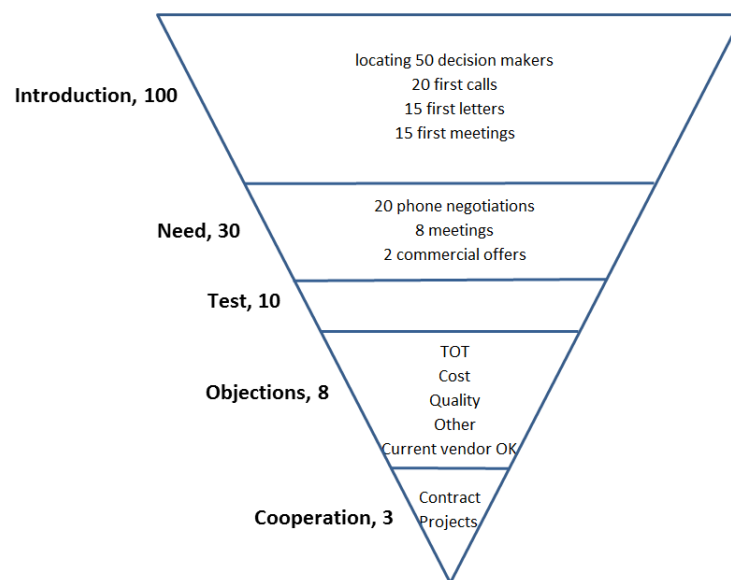 Introduction, 100
locating 50 decision makers
20 first calls
15 first letters
15 first meetings
Need, 30
20 phone negotiations
8 meetings
2 commercial offers
Test, 10
Objections, 8
TOT
Cost
Quality
Other
Current vendor OK
Cooperation, 3
Contract
Projects